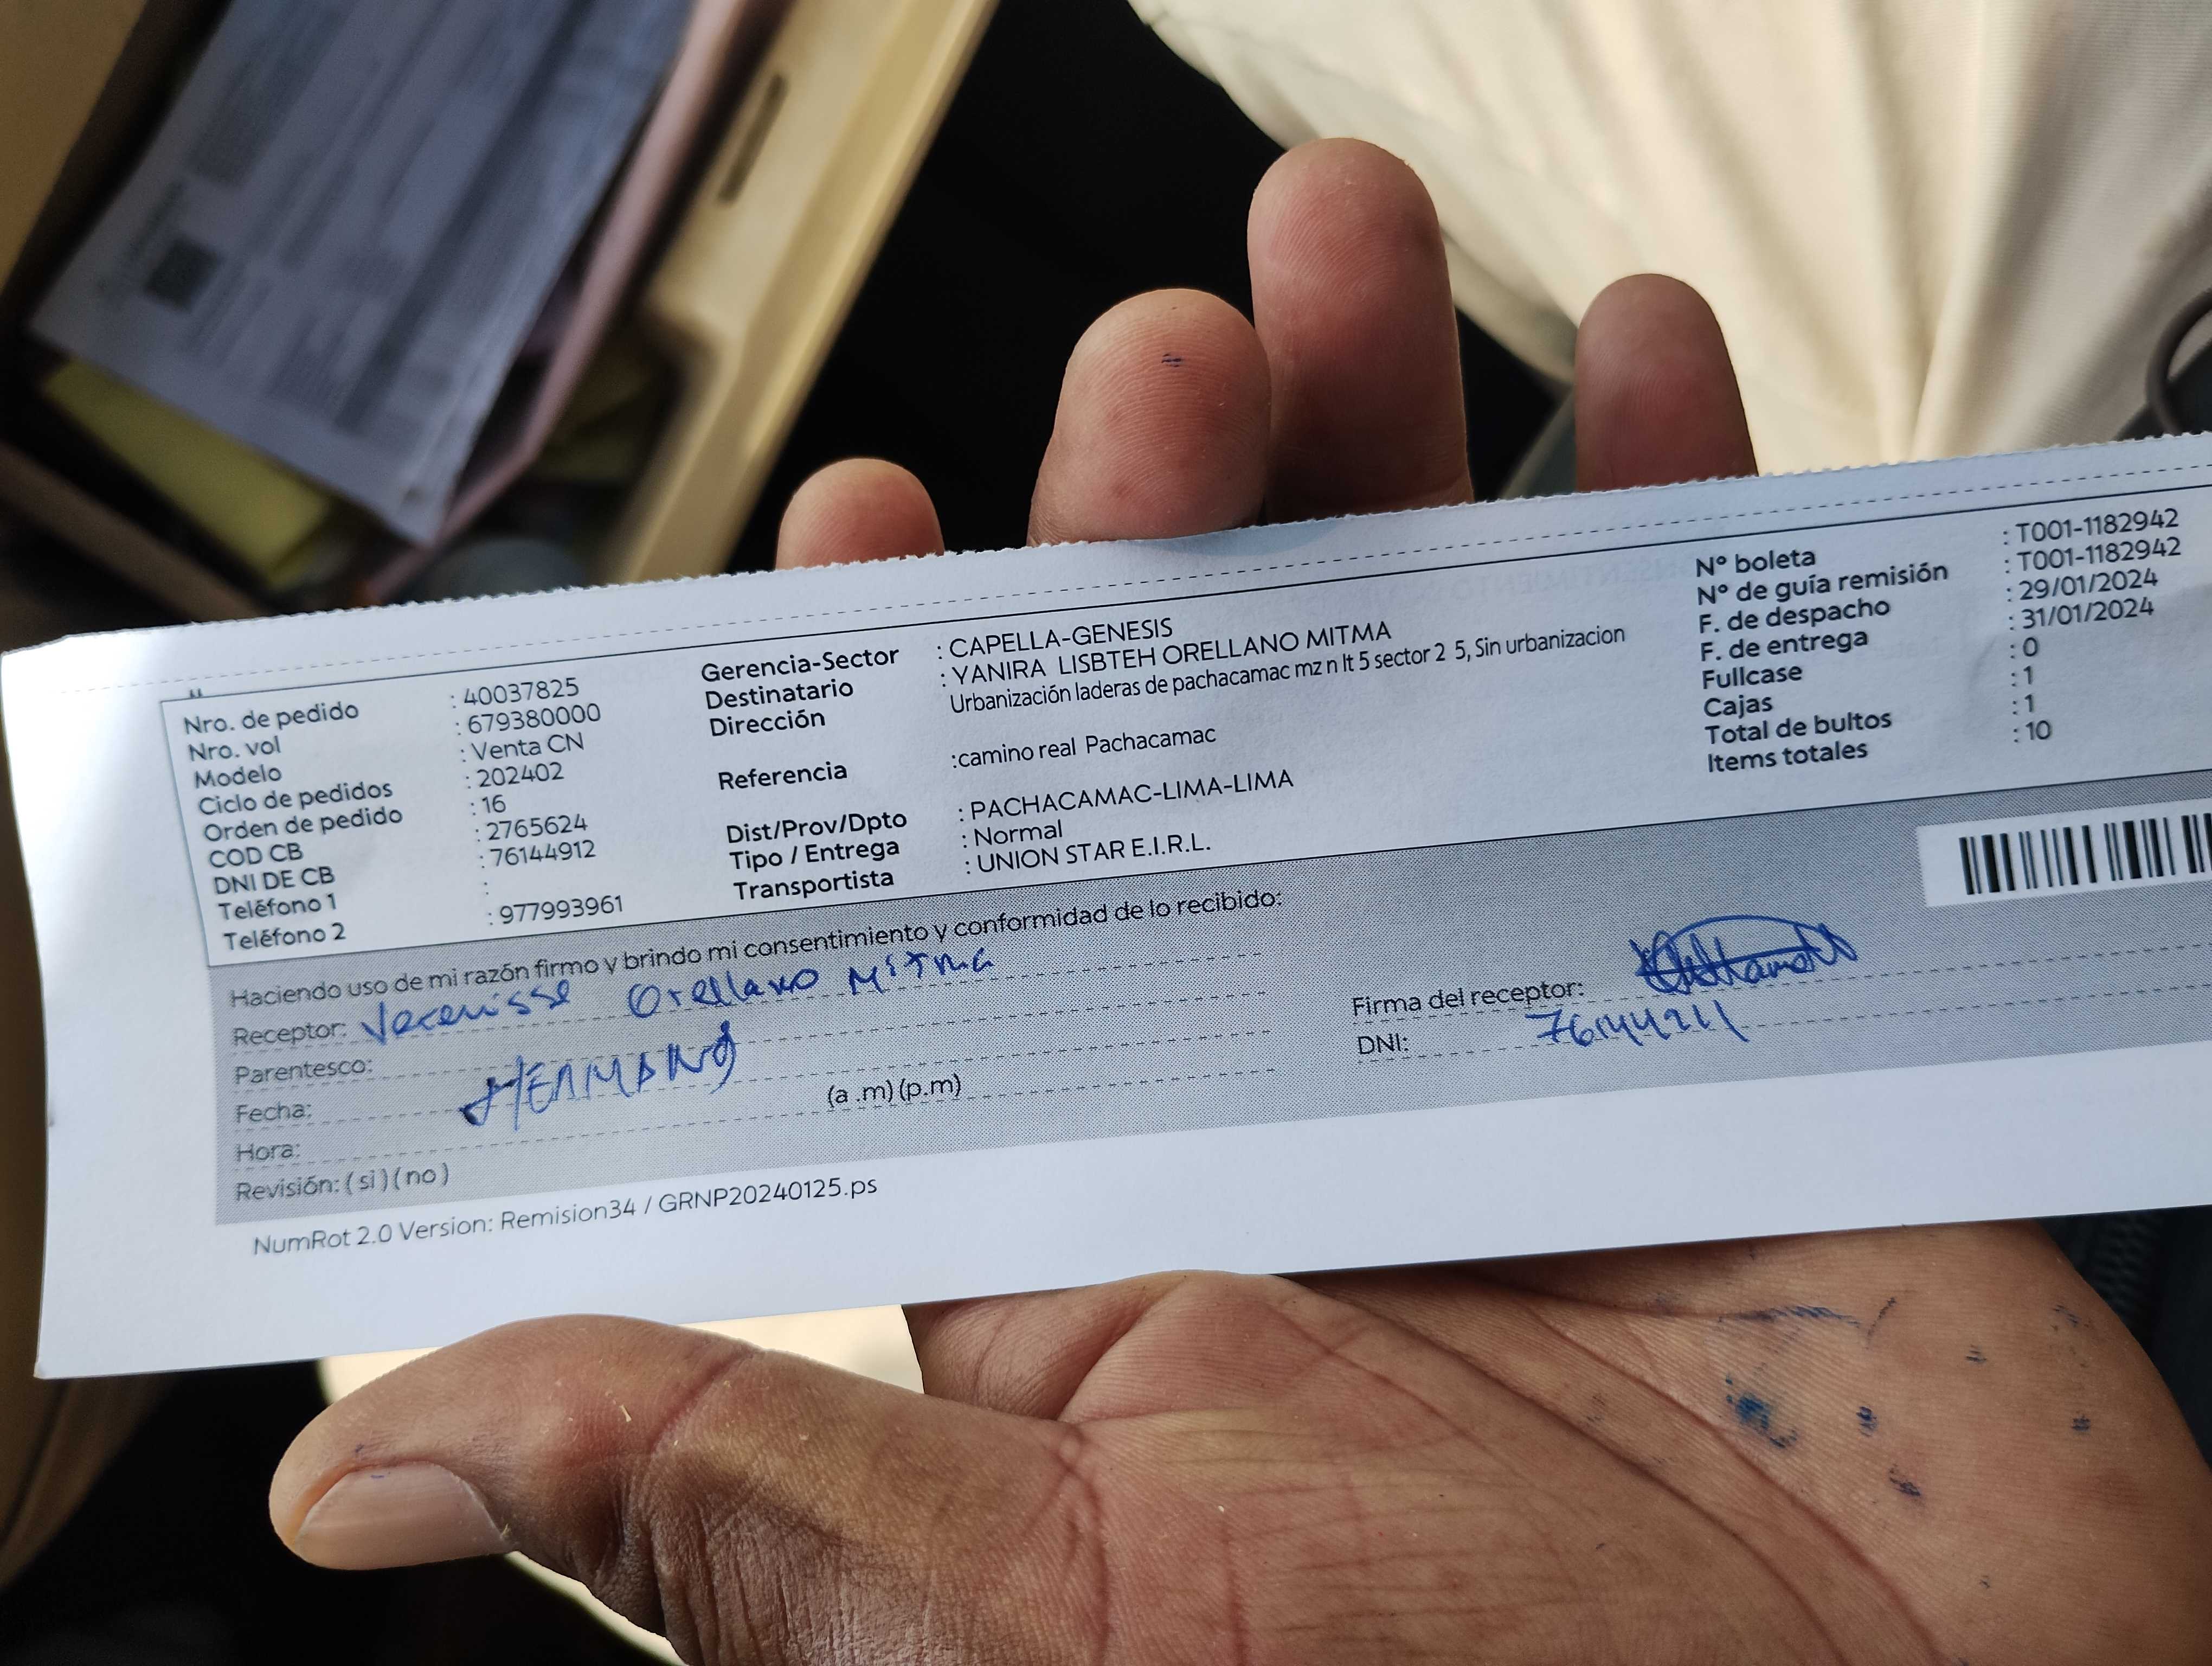 Nro. de pedido : 40037825
Nro. vol : 679380000
Modelo : Venta CN
Ciclo de pedidos : 202402
Orden de pedido : 16
COD CB : 2765624
DNI DE CB : 76144912
Teléfono 1 :
Teléfono 2 : 977993961
Gerencia-Sector : CAPELLA-GENESIS
Destinatario : YANIRA LISBTEH ORELLANO MITMA
Dirección Urbanización laderas de pachacamac mz n lt 5 sector 2 5, Sin urbanizacion
Referencia :camino real Pachacamac
Dist/Prov/Dpto : PACHACAMAC-LIMA-LIMA
Tipo / Entrega : Normal
Transportista : UNION STAR E.I.R.L.
N° boleta : T001-1182942
N° de guía remisión : T001-1182942
F. de despacho : 29/01/2024
F. de entrega : 31/01/2024
Fullcase : 0
Cajas : 1
Total de bultos : 1
Items totales : 10
Haciendo uso de mi razón firmo y brindo mi consentimiento y conformidad de lo recibido:
Receptor: Orellano Mitma
Parentesco: HERMANO
Fecha:
Hora: (a .m) (p.m)
Revisión: ( si ) ( no )
Firma del receptor:
DNI:
NumRot 2.0 Version: Remision34 / GRNP20240125.ps